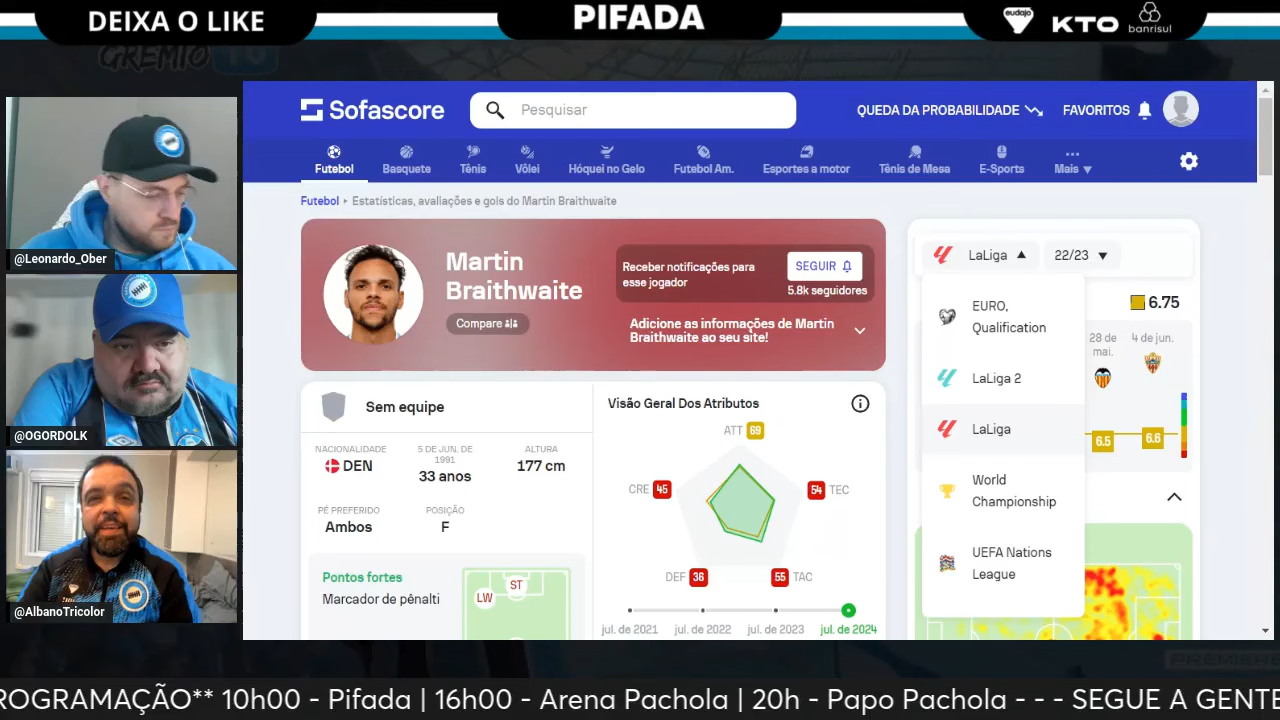 DEIXA O LIKE
PIFADA
eudajo
KTO
banrisul
GRÊMIO
@Leonardo_Ober
@OGORDOLK
@AlbanoTricolor
Sofascore
Pesquisar
QUEDA DA PROBABILIDADE
FAVORITOS
Futebol
Basquete
Tênis
Vôlei
Hóquei no Gelo
Futebol Am.
Esportes a motor
Tênis de Mesa
E-Sports
Mais
Futebol
Estatísticas, avaliações e gols do Martin Braithwaite
Martin
Braithwaite
Compare
Receber notificações para
esse jogador
SEGUIR
5.8k seguidores
Adicione as informações de Martin
Braithwaite ao seu site!
Sem equipe
NACIONALIDADE
DEN
5 DE JUN. DE
1991
33 anos
ALTURA
177 cm
PÉ PREFERIDO
Ambos
POSIÇÃO
F
Pontos fortes
Marcador de pênalti
LW
ST
Visão Geral Dos Atributos
ATT 69
CRE 45
54 TEC
DEF 36
55 TAC
jul. de 2021
jul. de 2022
jul. de 2023
jul. de 2024
LaLiga
22/23
EURO,
Qualification
LaLiga 2
LaLiga
World
Championship
UEFA Nations
League
6.75
28 de
mai.
4 de jun.
6.5
6.6
PREMIERE
ROGRAMAÇÃO** 10h00 - Pifada | 16h00 - Arena Pachola | 20h - Papo Pachola - - - SEGUE A GENTE